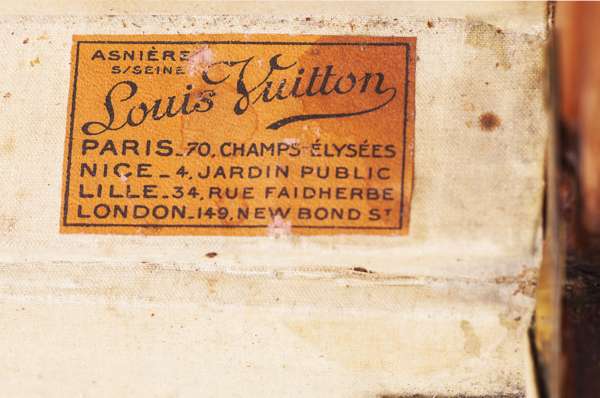 ASNIÈRES
S/SEINE
Louis Vuitton
PARIS_70, CHAMPS-ÉLYSÉES
NICE_4, JARDIN PUBLIC
LILLE_34, RUE FAIDHERBE
LONDON_149, NEW BOND ST